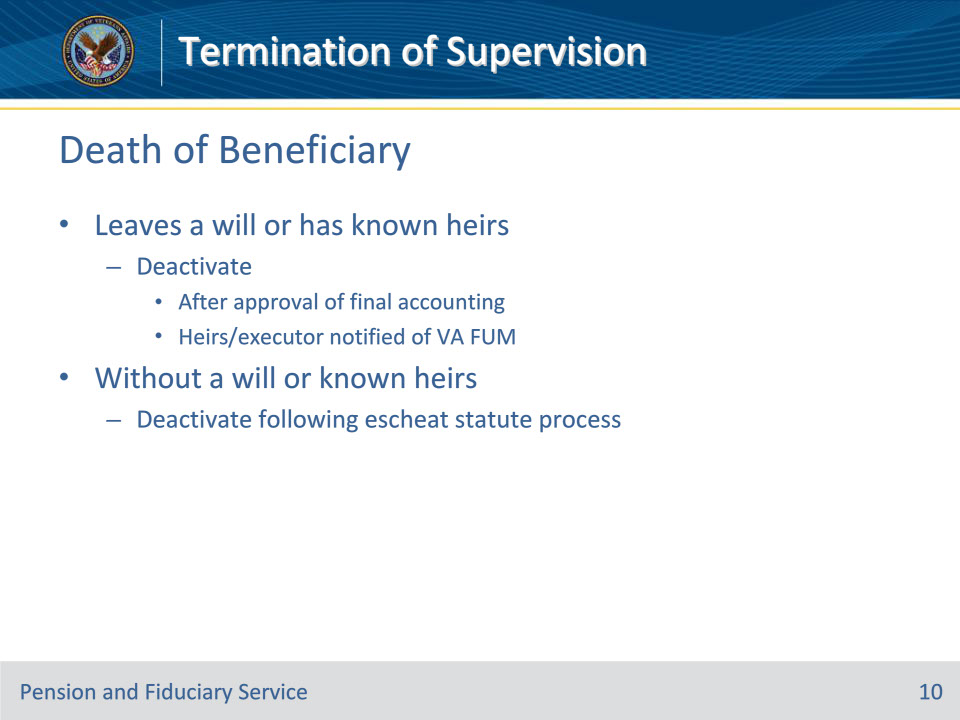 Termination of Supervision
DEPARTMENT OF VETERANS AFFAIRS
UNITED STATES OF AMERICA
Death of Beneficiary
• Leaves a will or has known heirs
– Deactivate
• After approval of final accounting
• Heirs/executor notified of VA FUM
• Without a will or known heirs
– Deactivate following escheat statute process
Pension and Fiduciary Service
10